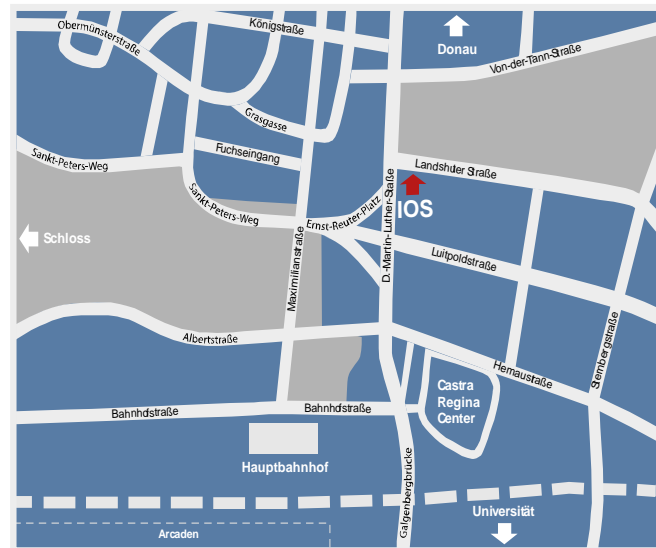 Königstraße
Obermünsterstraße
Donau
Von-der-Tann-Straße
Grasgasse
Fuchseingang
Sankt-Peters-Weg
Landshuter Straße
Sankt-Peters-Weg
Ernst-Reuter-Platz
D.-Martin-Luther-Staße
IOS
Schloss
Luitpoldstraße
Maximilianstraße
Albertstraße
Hemaustraße
Sternbergstraße
Castra
Regina
Center
Bahnhofstraße
Bahnhofstraße
Hauptbahnhof
Galgenbergbrücke
Universität
Arcaden